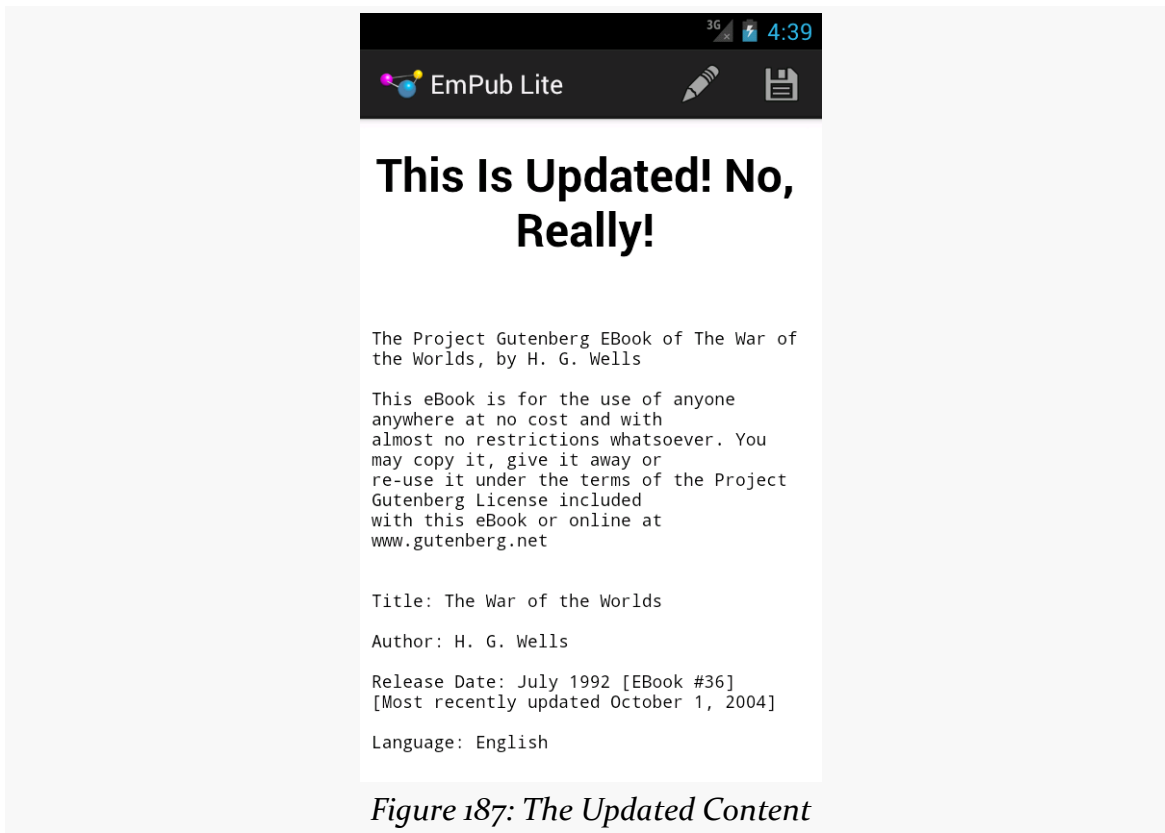 3G 4:39
EmPub Lite
This Is Updated! No,
Really!
The Project Gutenberg EBook of The War of
the Worlds, by H. G. Wells
This eBook is for the use of anyone
anywhere at no cost and with
almost no restrictions whatsoever. You
may copy it, give it away or
re-use it under the terms of the Project
Gutenberg License included
with this eBook or online at
www.gutenberg.net
Title: The War of the Worlds
Author: H. G. Wells
Release Date: July 1992 [EBook #36]
[Most recently updated October 1, 2004]
Language: English
Figure 187: The Updated Content